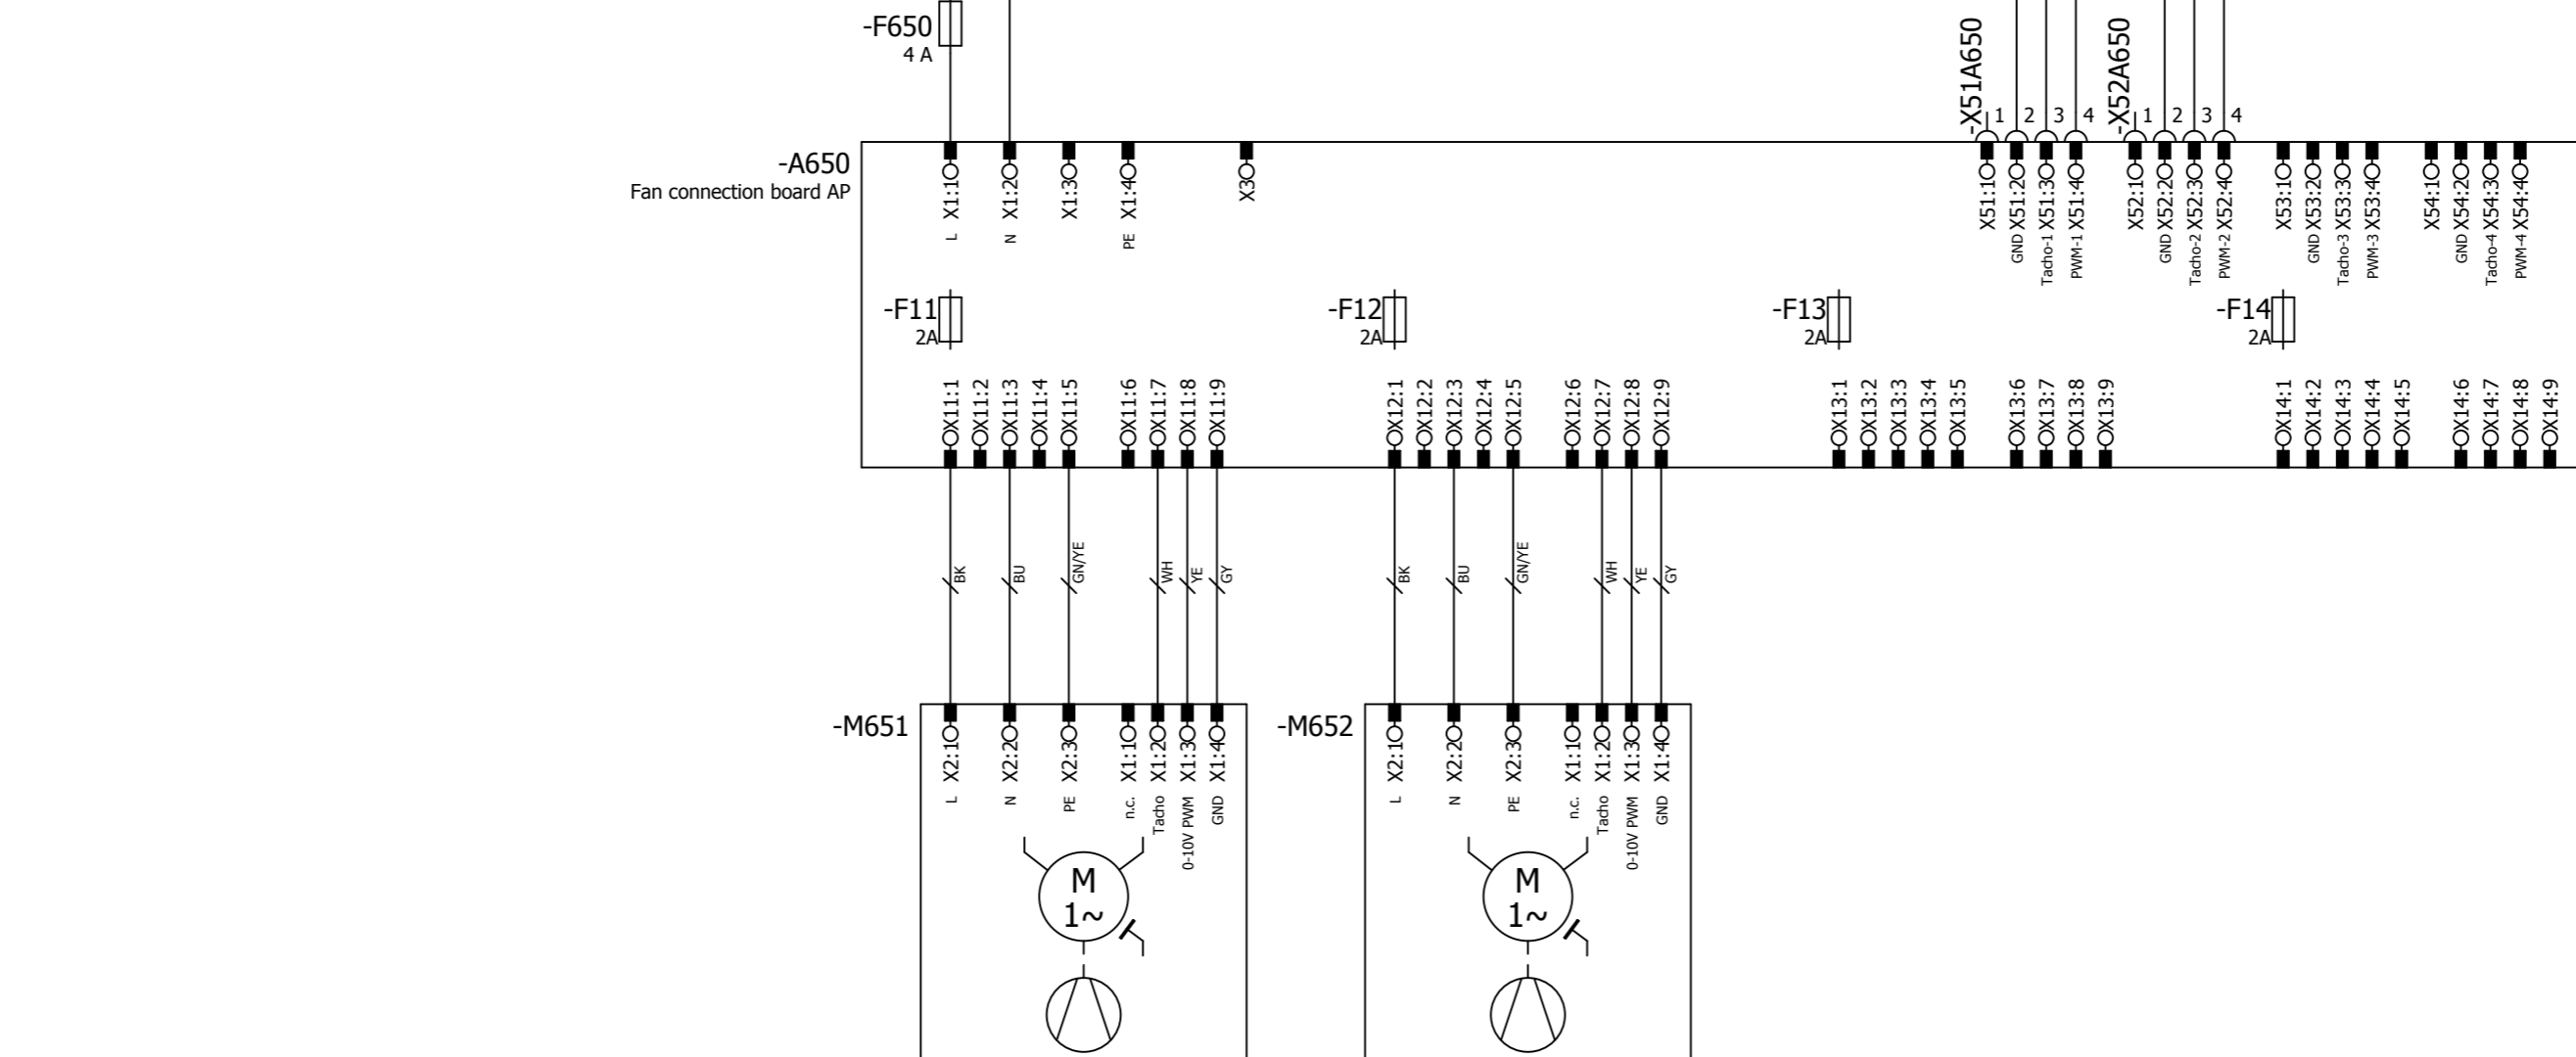 -F650
4 A
-X51A650
1 2 3 4
-X52A650
1 2 3 4
-A650
Fan connection board AP
X1:1 X1:2 X1:3 X1:4 X3
L N PE
X51:1 X51:2 X51:3 X51:4 X52:1 X52:2 X52:3 X52:4 X53:1 X53:2 X53:3 X53:4 X54:1 X54:2 X54:3 X54:4
GND Tacho-1 PWM-1 GND Tacho-2 PWM-2 GND Tacho-3 PWM-3 GND Tacho-4 PWM-4
-F11 -F12 -F13 -F14
2A 2A 2A 2A
X11:1 X11:2 X11:3 X11:4 X11:5 X11:6 X11:7 X11:8 X11:9 X12:1 X12:2 X12:3 X12:4 X12:5 X12:6 X12:7 X12:8 X12:9 X13:1 X13:2 X13:3 X13:4 X13:5 X13:6 X13:7 X13:8 X13:9 X14:1 X14:2 X14:3 X14:4 X14:5 X14:6 X14:7 X14:8 X14:9
BK BU GN/YE WH YE GY BK BU GN/YE WH YE GY
-M651
X2:1 X2:2 X2:3 X1:1 X1:2 X1:3 X1:4
L N PE n.c. Tacho 0-10V PWM GND
M
1~
-M652
X2:1 X2:2 X2:3 X1:1 X1:2 X1:3 X1:4
L N PE n.c. Tacho 0-10V PWM GND
M
1~